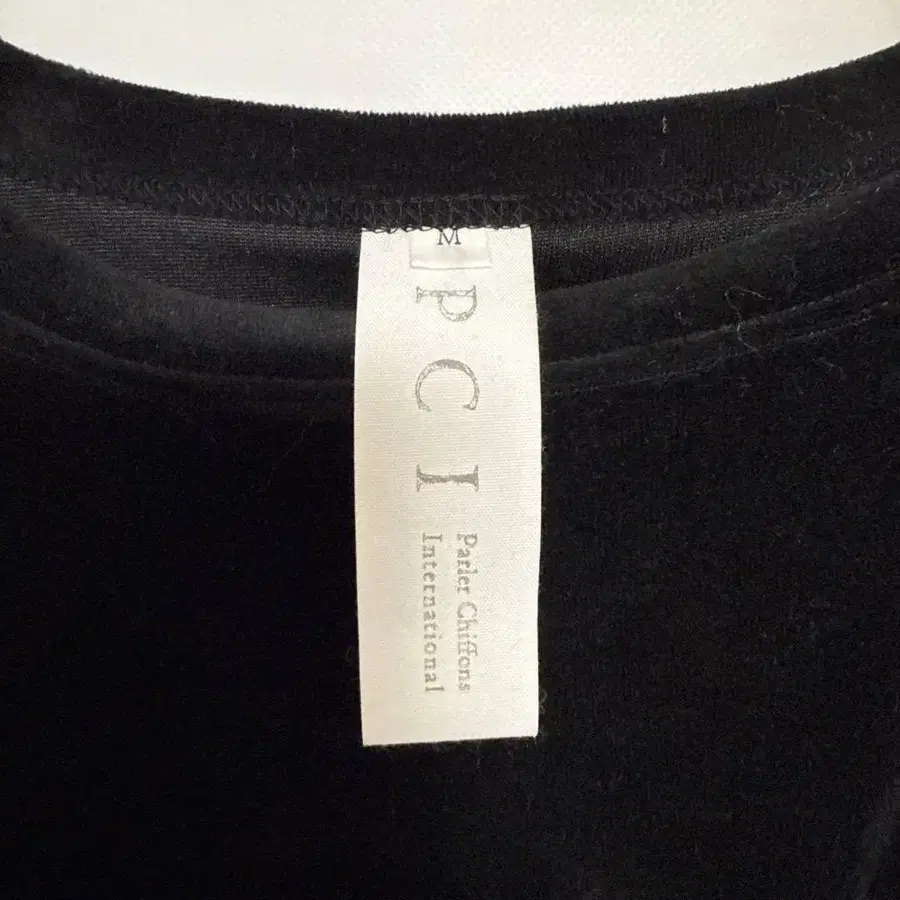 M
P C I
Parler Chiffons
International